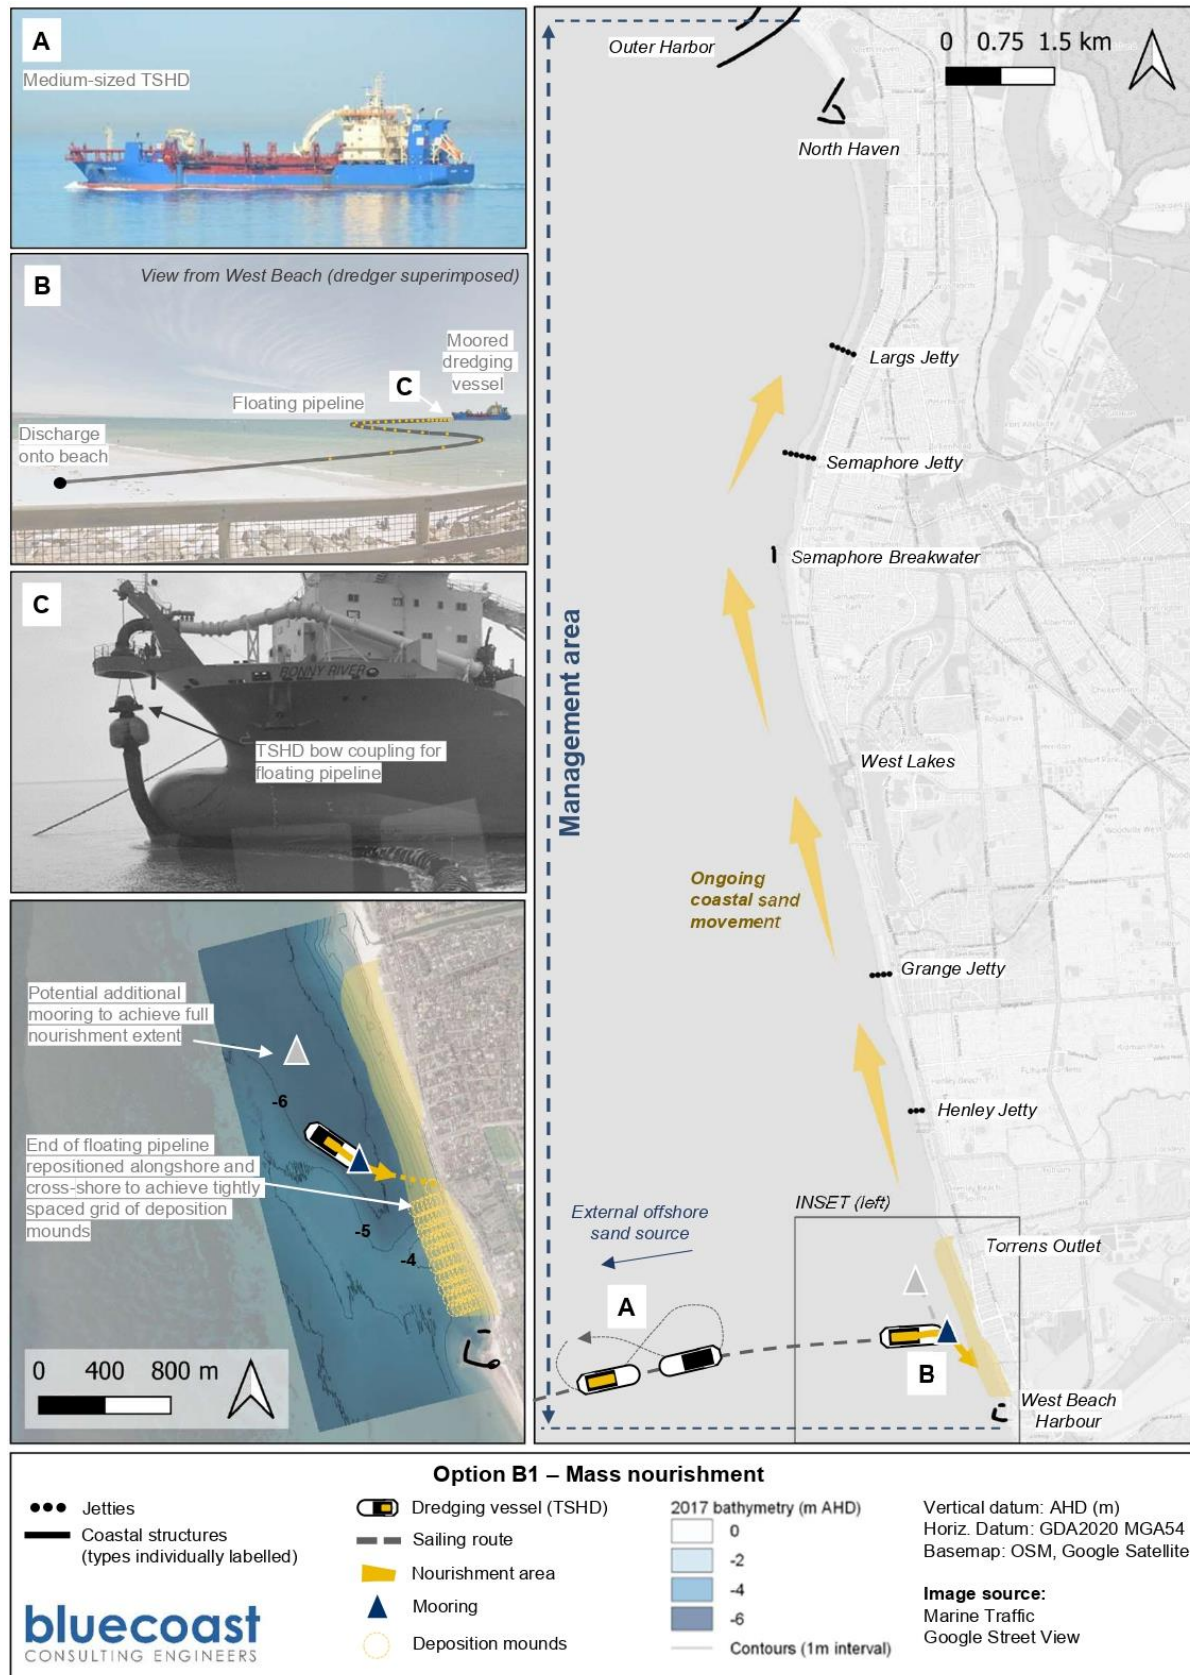 A
Medium-sized TSHD
B
View from West Beach (dredger superimposed)
Moored
dredging
vessel
C
Floating pipeline
Discharge
onto beach
C
BONNY RIVER
TSHD bow coupling for
floating pipeline
Potential additional
mooring to achieve full
nourishment extent
-6
End of floating pipeline
repositioned alongshore and
cross-shore to achieve tightly
spaced grid of deposition
mounds
-5
-4
0 400 800 m
Outer Harbor
0 0.75 1.5 km
North Haven
Largs Jetty
Semaphore Jetty
Semaphore Breakwater
Management area
West Lakes
Ongoing
coastal sand
movement
Grange Jetty
Henley Jetty
INSET (left)
External offshore
sand source
Torrens Outlet
A
B
West Beach
Harbour
Option B1 – Mass nourishment
Jetties
Coastal structures
(types individually labelled)
bluecoast
CONSULTING ENGINEERS
Dredging vessel (TSHD)
Sailing route
Nourishment area
Mooring
Deposition mounds
2017 bathymetry (m AHD)
0
-2
-4
-6
Contours (1m interval)
Vertical datum: AHD (m)
Horiz. Datum: GDA2020 MGA54
Basemap: OSM, Google Satellite
Image source:
Marine Traffic
Google Street View